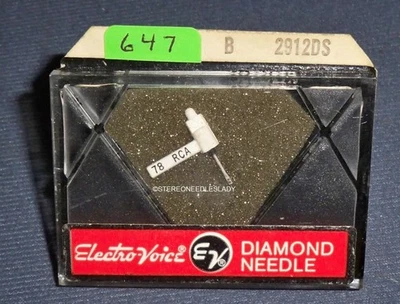 647
B 2912DS
78 RCA
©STEREONEEDLESLADY
Electro-Voice® EV® DIAMOND
NEEDLE